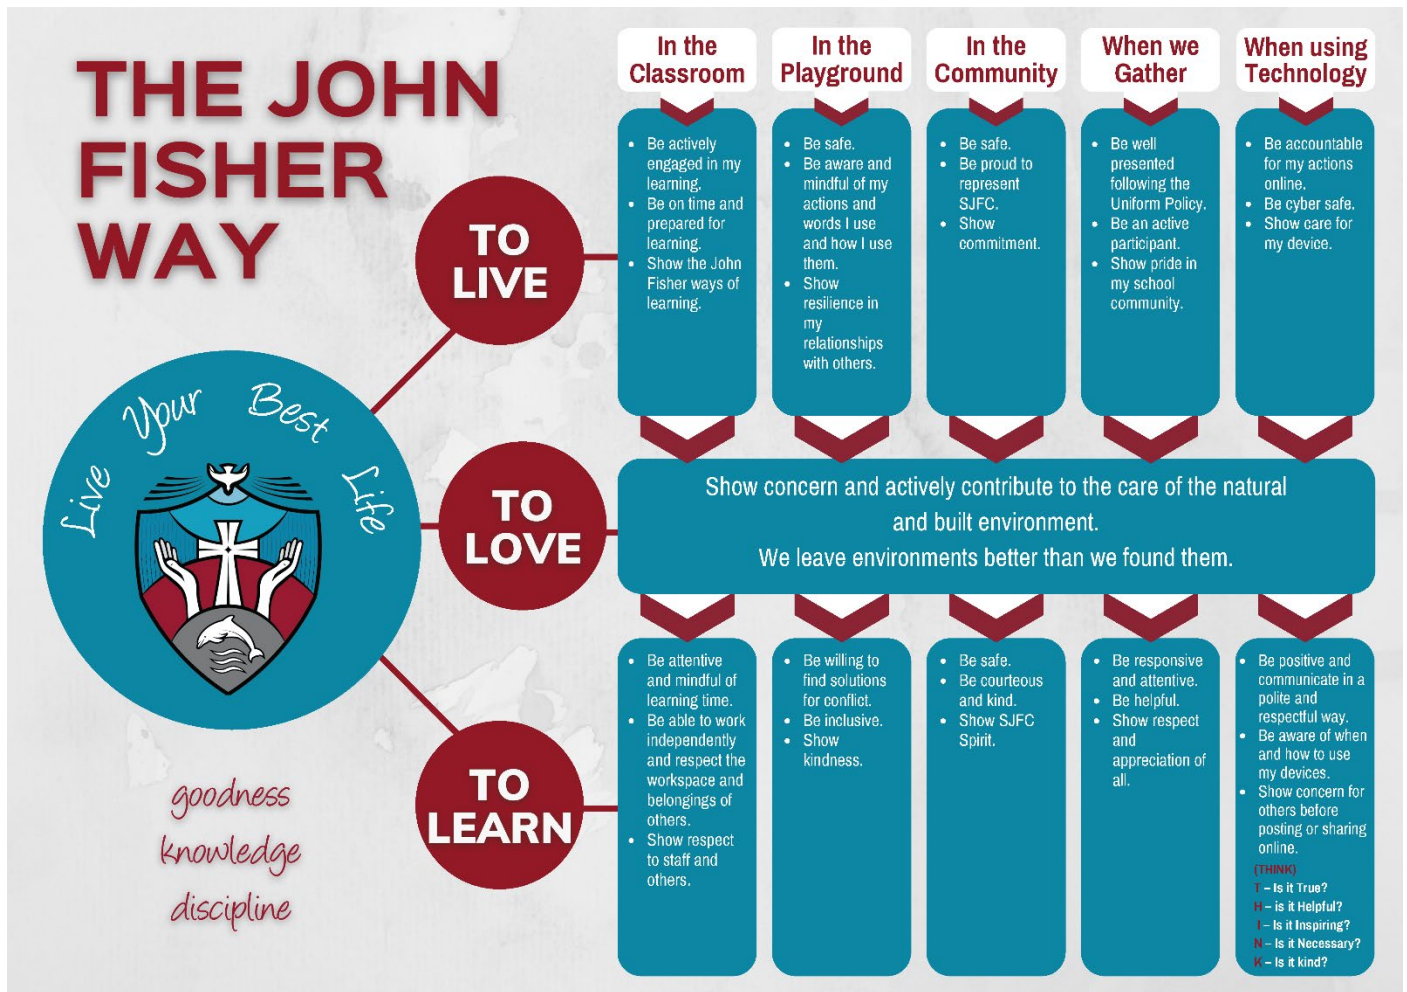 THE JOHN
FISHER
WAY
Live Your Best Life
goodness
knowledge
discipline
In the
Classroom
In the
Playground
In the
Community
When we
Gather
When using
Technology
TO
LIVE
• Be actively
engaged in my
learning.
• Be on time and
prepared for
learning.
• Show the John
Fisher ways of
learning.
• Be safe.
• Be aware and
mindful of my
actions and
words I use
and how I use
them.
• Show
resilience in
my
relationships
with others.
• Be safe.
• Be proud to
represent
SJFC.
• Show
commitment.
• Be well
presented
following the
Uniform Policy.
• Be an active
participant.
• Show pride in
my school
community.
• Be accountable
for my actions
online.
• Be cyber safe.
• Show care for
my device.
TO
LOVE
Show concern and actively contribute to the care of the natural
and built environment.
We leave environments better than we found them.
TO
LEARN
• Be attentive
and mindful of
learning time.
• Be able to work
independently
and respect the
workspace and
belongings of
others.
• Show respect
to staff and
others.
• Be willing to
find solutions
for conflict.
• Be inclusive.
• Show
kindness.
• Be safe.
• Be courteous
and kind.
• Show SJFC
Spirit.
• Be responsive
and attentive.
• Be helpful.
• Show respect
and
appreciation of
all.
• Be positive and
communicate in a
polite and
respectful way.
• Be aware of when
and how to use
my devices.
• Show concern for
others before
posting or sharing
online.
(THINK)
T – Is it True?
H – is it Helpful?
I – Is it Inspiring?
N – Is it Necessary?
K – Is it kind?